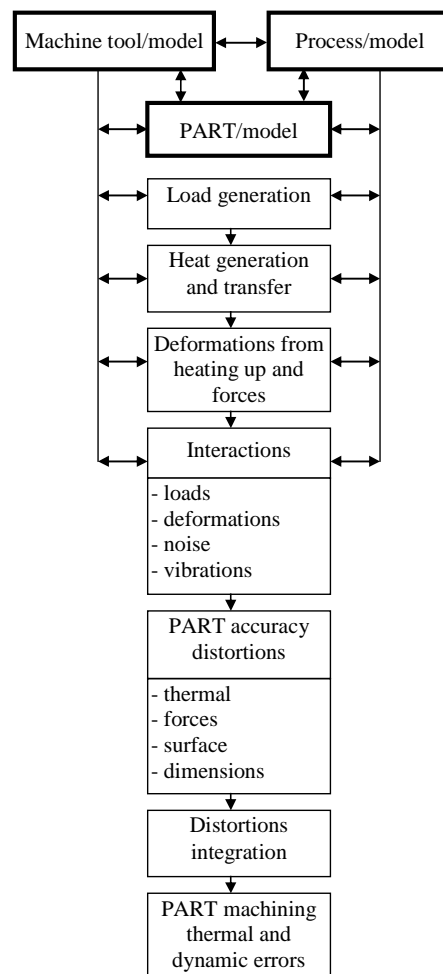 Machine tool/model
Process/model
PART/model
Load generation
Heat generation
and transfer
Deformations from
heating up and
forces
Interactions
- loads
- deformations
- noise
- vibrations
PART accuracy
distortions
- thermal
- forces
- surface
- dimensions
Distortions
integration
PART machining
thermal and
dynamic errors